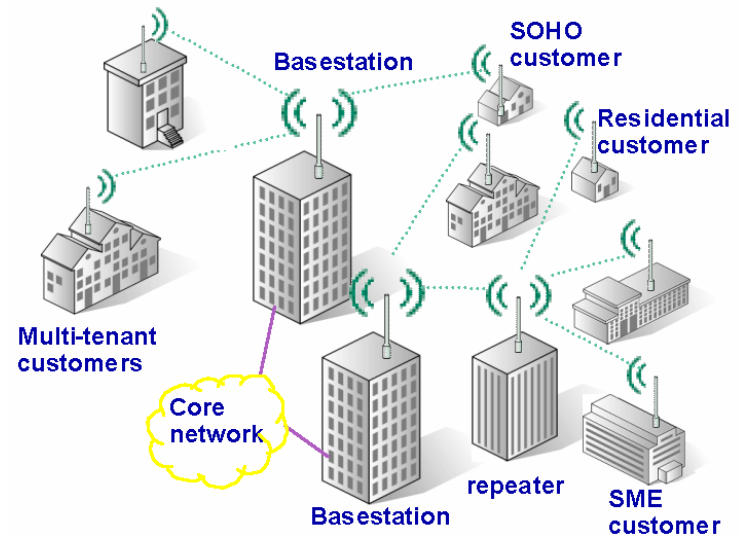 SOHO
customer
Basestation
Residential
customer
Multi-tenant
customers
Core
network
repeater
Basestation
SME
customer